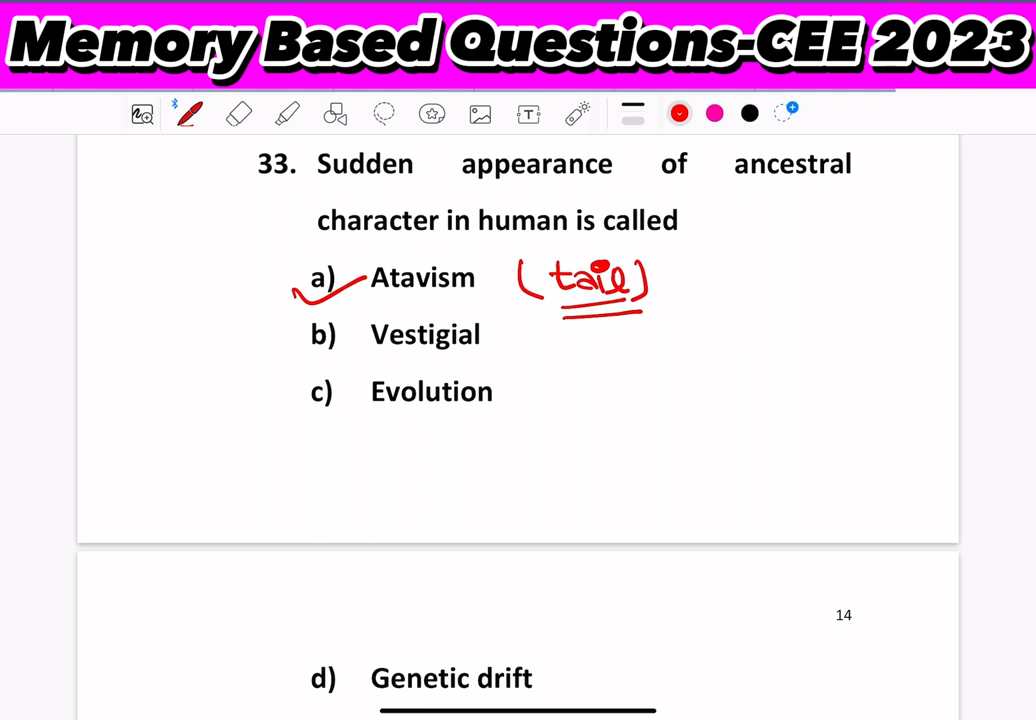 Memory Based Questions-CEE 2023
33. Sudden appearance of ancestral
character in human is called
a) Atavism (tail)
b) Vestigial
c) Evolution
14
d) Genetic drift